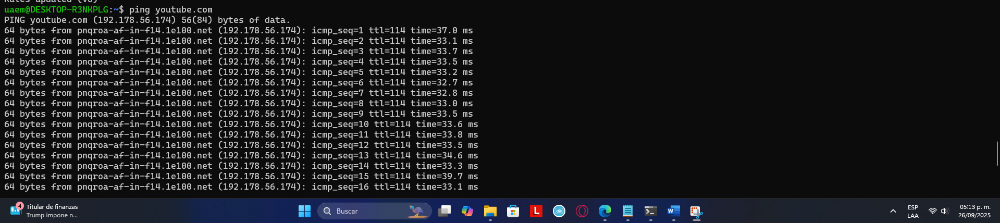 Rules updated (v6)
uaem@DESKTOP-R3NKPLG:~$ ping youtube.com
PING youtube.com (192.178.56.174) 56(84) bytes of data.
64 bytes from pnqroa-af-in-f14.1e100.net (192.178.56.174): icmp_seq=1 ttl=114 time=37.0 ms
64 bytes from pnqroa-af-in-f14.1e100.net (192.178.56.174): icmp_seq=2 ttl=114 time=33.1 ms
64 bytes from pnqroa-af-in-f14.1e100.net (192.178.56.174): icmp_seq=3 ttl=114 time=33.7 ms
64 bytes from pnqroa-af-in-f14.1e100.net (192.178.56.174): icmp_seq=4 ttl=114 time=33.5 ms
64 bytes from pnqroa-af-in-f14.1e100.net (192.178.56.174): icmp_seq=5 ttl=114 time=33.2 ms
64 bytes from pnqroa-af-in-f14.1e100.net (192.178.56.174): icmp_seq=6 ttl=114 time=32.7 ms
64 bytes from pnqroa-af-in-f14.1e100.net (192.178.56.174): icmp_seq=7 ttl=114 time=32.8 ms
64 bytes from pnqroa-af-in-f14.1e100.net (192.178.56.174): icmp_seq=8 ttl=114 time=33.0 ms
64 bytes from pnqroa-af-in-f14.1e100.net (192.178.56.174): icmp_seq=9 ttl=114 time=33.5 ms
64 bytes from pnqroa-af-in-f14.1e100.net (192.178.56.174): icmp_seq=10 ttl=114 time=33.6 ms
64 bytes from pnqroa-af-in-f14.1e100.net (192.178.56.174): icmp_seq=11 ttl=114 time=33.8 ms
64 bytes from pnqroa-af-in-f14.1e100.net (192.178.56.174): icmp_seq=12 ttl=114 time=33.5 ms
64 bytes from pnqroa-af-in-f14.1e100.net (192.178.56.174): icmp_seq=13 ttl=114 time=34.6 ms
64 bytes from pnqroa-af-in-f14.1e100.net (192.178.56.174): icmp_seq=14 ttl=114 time=33.3 ms
64 bytes from pnqroa-af-in-f14.1e100.net (192.178.56.174): icmp_seq=15 ttl=114 time=39.7 ms
64 bytes from pnqroa-af-in-f14.1e100.net (192.178.56.174): icmp_seq=16 ttl=114 time=33.1 ms
4
Titular de finanzas
Trump impone n...
Buscar
L
W
ESP
LAA
05:13 p. m.
26/09/2025